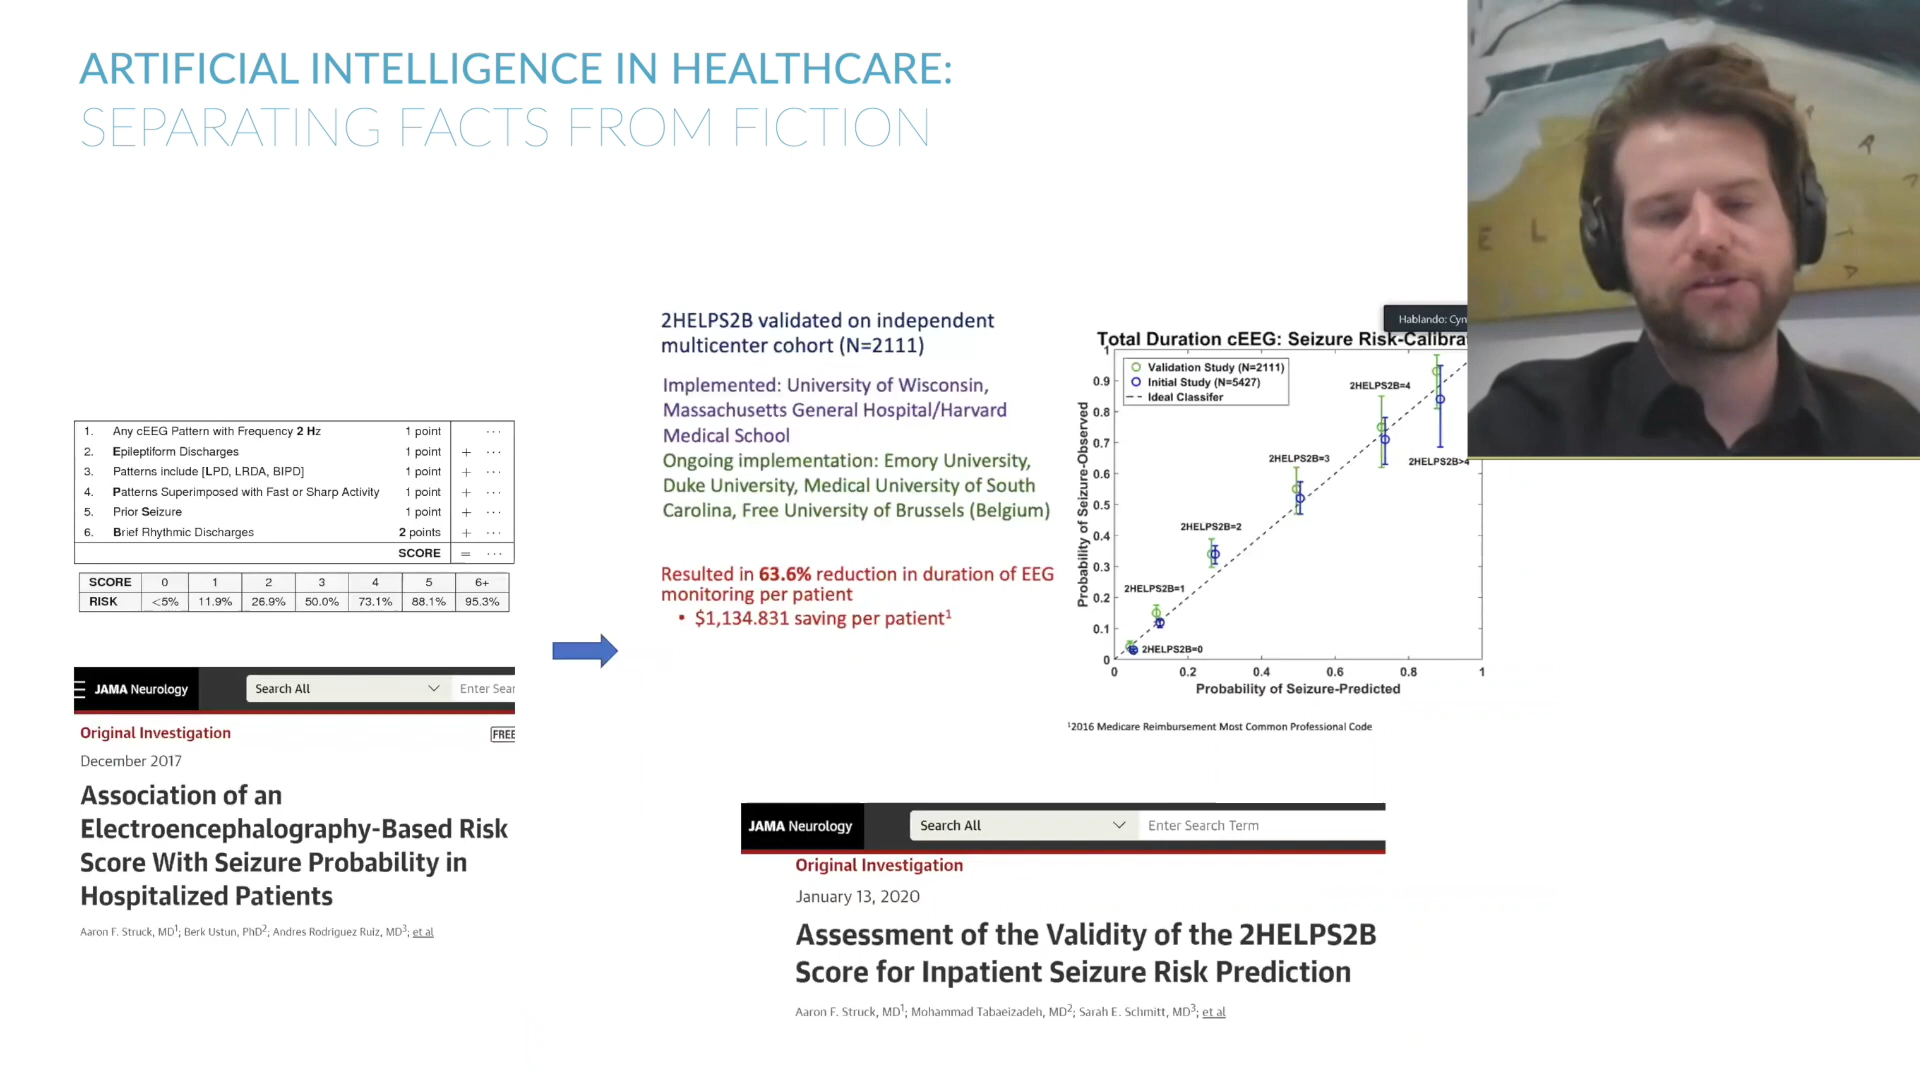 ARTIFICIAL INTELLIGENCE IN HEALTHCARE:
SEPARATING FACTS FROM FICTION
1. Any cEEG Pattern with Frequency 2 Hz 1 point ...
2. Epileptiform Discharges 1 point + ...
3. Patterns include [LPD, LRDA, BIPD] 1 point + ...
4. Patterns Superimposed with Fast or Sharp Activity 1 point + ...
5. Prior Seizure 1 point + ...
6. Brief Rhythmic Discharges 2 points + ...
SCORE = ...
SCORE 0 1 2 3 4 5 6+
RISK <5% 11.9% 26.9% 50.0% 73.1% 88.1% 95.3%
JAMA Neurology Search All Enter Sear
Original Investigation FREE
December 2017
Association of an
Electroencephalography-Based Risk
Score With Seizure Probability in
Hospitalized Patients
Aaron F. Struck, MD1; Berk Ustun, PhD2; Andres Rodriguez Ruiz, MD3; et al
2HELPS2B validated on independent
multicenter cohort (N=2111)
Implemented: University of Wisconsin,
Massachusetts General Hospital/Harvard
Medical School
Ongoing implementation: Emory University,
Duke University, Medical University of South
Carolina, Free University of Brussels (Belgium)
Resulted in 63.6% reduction in duration of EEG
monitoring per patient
• $1,134.831 saving per patient1
Hablando: Cyn
Total Duration cEEG: Seizure Risk-Calibra
Validation Study (N=2111)
Initial Study (N=5427)
Ideal Classifer
Probability of Seizure-Observed
1
0.9
0.8
0.7
0.6
0.5
0.4
0.3
0.2
0.1
0
2HELPS2B=4
2HELPS2B>4
2HELPS2B=3
2HELPS2B=2
2HELPS2B=1
2HELPS2B=0
0 0.2 0.4 0.6 0.8 1
Probability of Seizure-Predicted
12016 Medicare Reimbursement Most Common Professional Code
JAMA Neurology Search All Enter Search Term
Original Investigation
January 13, 2020
Assessment of the Validity of the 2HELPS2B
Score for Inpatient Seizure Risk Prediction
Aaron F. Struck, MD1; Mohammad Tabaeizadeh, MD2; Sarah E. Schmitt, MD3; et al
E L